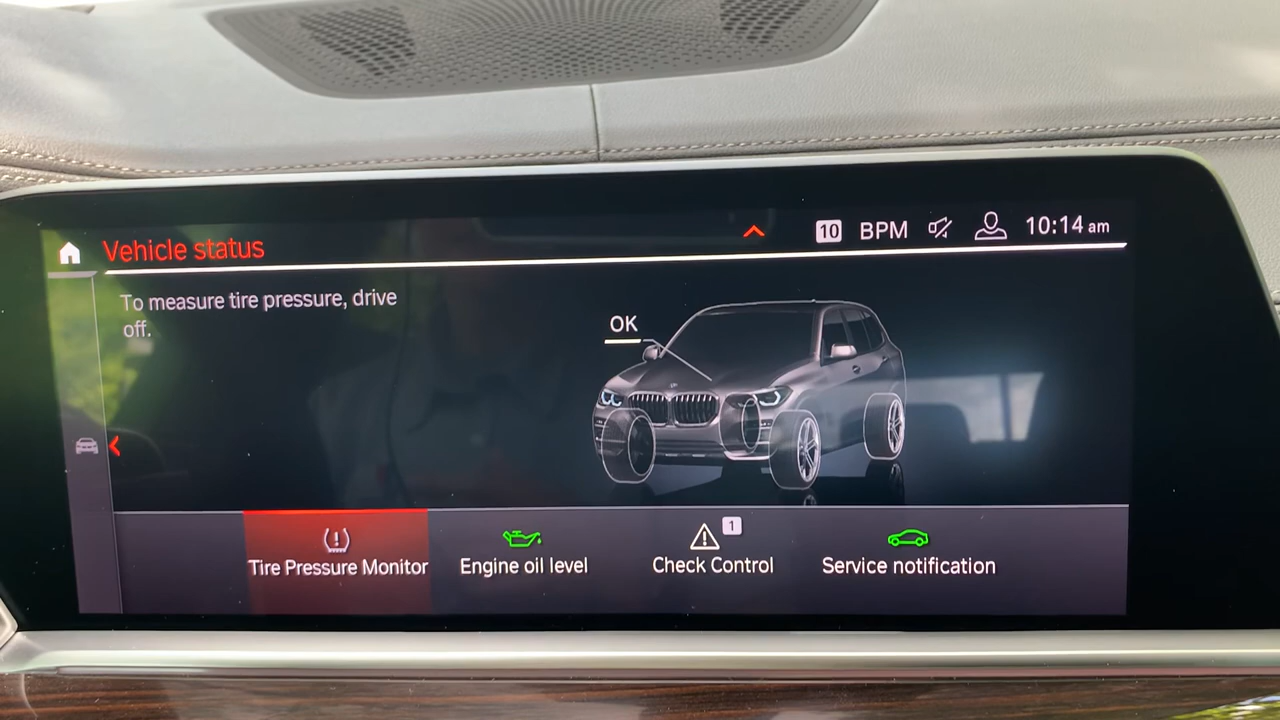 Vehicle status
10 BPM 10:14 am
To measure tire pressure, drive
off.
OK
1
Tire Pressure Monitor
Engine oil level
Check Control
Service notification